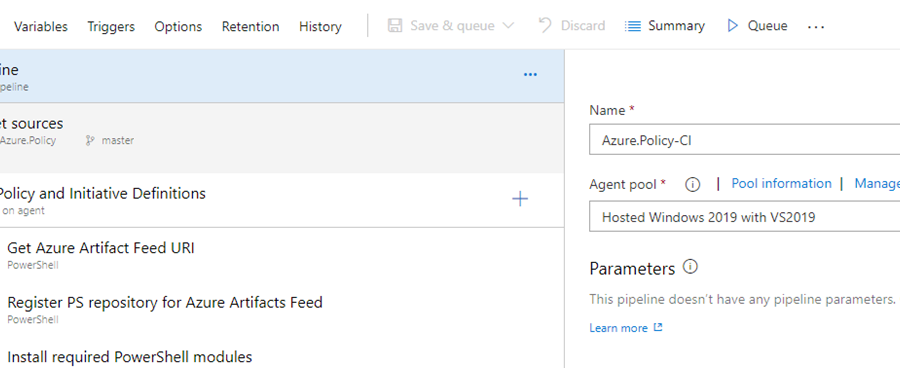 Variables Triggers Options Retention History Save & queue Discard Summary Queue ...
ine
peline
et sources
Azure.Policy master
Policy and Initiative Definitions
on agent
Get Azure Artifact Feed URI
PowerShell
Register PS repository for Azure Artifacts Feed
PowerShell
Install required PowerShell modules
Name *
Azure.Policy-CI
Agent pool * | Pool information | Manage
Hosted Windows 2019 with VS2019
Parameters
This pipeline doesn't have any pipeline parameters.
Learn more